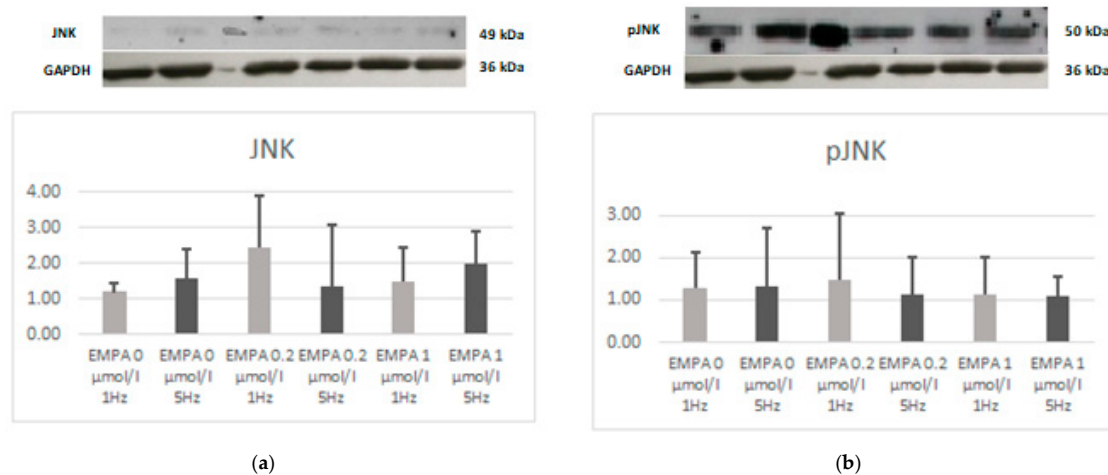 JNK
49 kDa
GAPDH
36 kDa
JNK
4.00
3.00
2.00
1.00
0.00
EMPA 0 EMPA 0 EMPA 0.2 EMPA 0.2 EMPA 1 EMPA 1
µmol/l µmol/l µmol/l µmol/l µmol/l µmol/l
1Hz 5Hz 1Hz 5Hz 1Hz 5Hz
(a)
pJNK
50 kDa
GAPDH
36 kDa
pJNK
3.00
2.00
1.00
0.00
EMPA 0 EMPA 0 EMPA 0.2 EMPA 0.2 EMPA 1 EMPA 1
µmol/l µmol/l µmol/l µmol/l µmol/l µmol/l
1Hz 5Hz 1Hz 5Hz 1Hz 5Hz
(b)